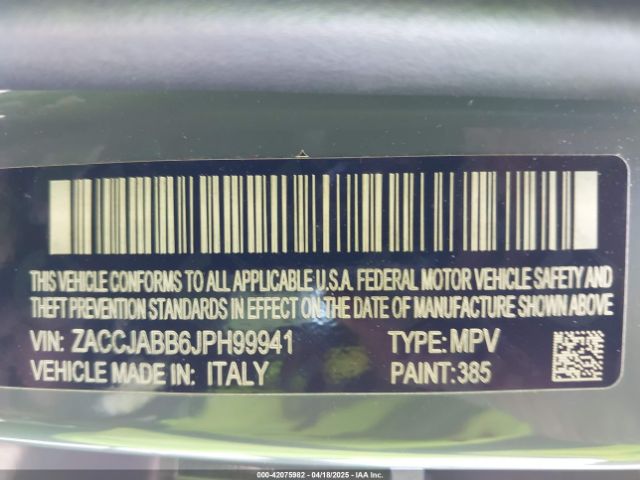 THIS VEHICLE CONFORMS TO ALL APPLICABLE U.S.A. FEDERAL MOTOR VEHICLE SAFETY AND
THEFT PREVENTION STANDARDS IN EFFECT ON THE DATE OF MANUFACTURE SHOWN ABOVE
VIN: ZACCJABB6JPH99941 TYPE: MPV
VEHICLE MADE IN: ITALY PAINT: 385
000-42075982 - 04/18/2025 - IAA Inc.